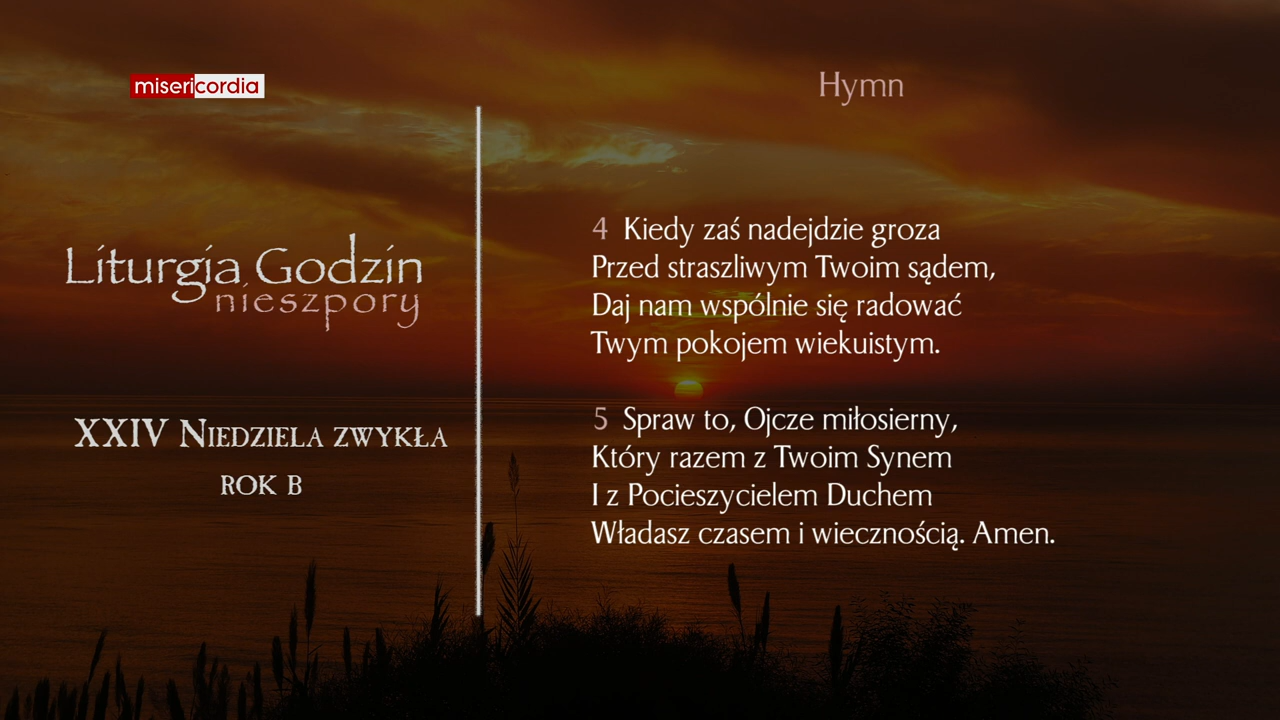 misericordia
Hymn
Liturgia Godzin
nieszpory
XXIV Niedziela zwykła
rok B
4 Kiedy zaś nadejdzie groza
Przed straszliwym Twoim sądem,
Daj nam wspólnie się radować
Twym pokojem wiekuistym.
5 Spraw to, Ojcze miłosierny,
Który razem z Twoim Synem
I z Pocieszycielem Duchem
Władasz czasem i wiecznością. Amen.